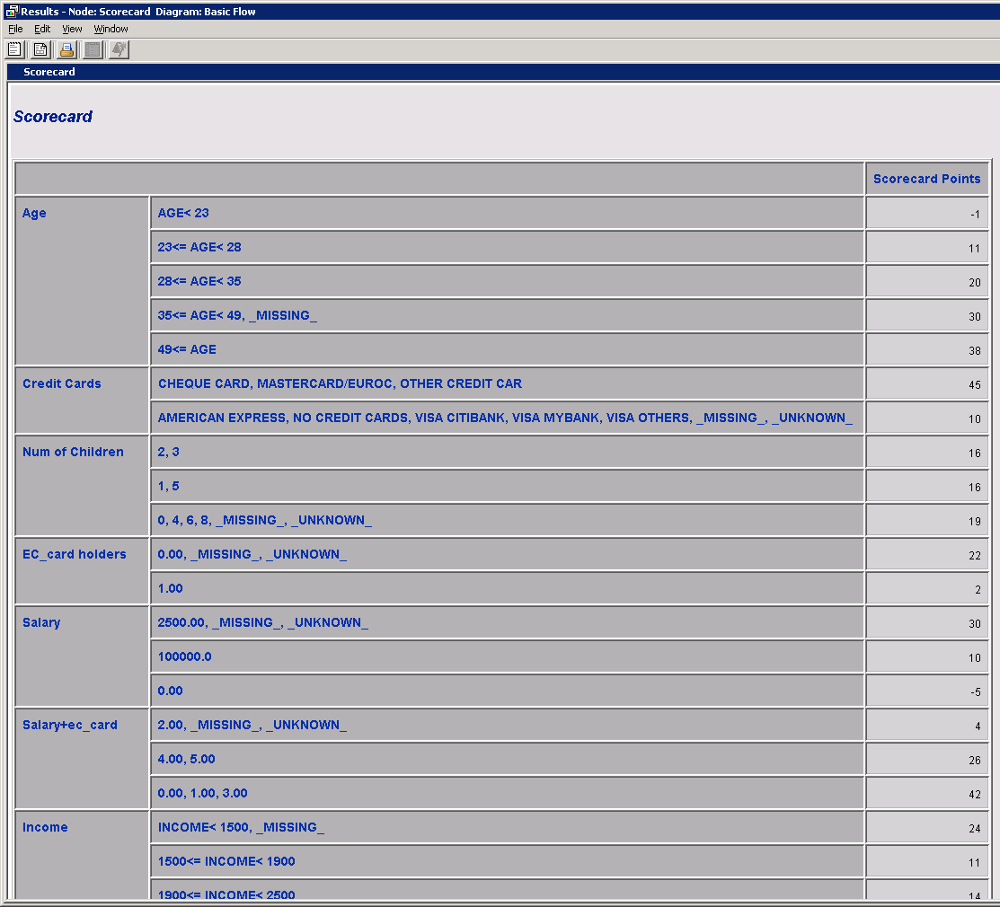 Results - Node: Scorecard  Diagram: Basic Flow
File Edit View Window
Scorecard
Scorecard
Scorecard Points
Age AGE< 23 -1
23<= AGE< 28 11
28<= AGE< 35 20
35<= AGE< 49, _MISSING_ 30
49<= AGE 38
Credit Cards CHEQUE CARD, MASTERCARD/EUROC, OTHER CREDIT CAR 45
AMERICAN EXPRESS, NO CREDIT CARDS, VISA CITIBANK, VISA MYBANK, VISA OTHERS, _MISSING_, _UNKNOWN_ 10
Num of Children 2, 3 16
1, 5 16
0, 4, 6, 8, _MISSING_, _UNKNOWN_ 19
EC_card holders 0.00, _MISSING_, _UNKNOWN_ 22
1.00 2
Salary 2500.00, _MISSING_, _UNKNOWN_ 30
100000.0 10
0.00 -5
Salary+ec_card 2.00, _MISSING_, _UNKNOWN_ 4
4.00, 5.00 26
0.00, 1.00, 3.00 42
Income INCOME< 1500, _MISSING_ 24
1500<= INCOME< 1900 11
1900<= INCOME< 2500 14